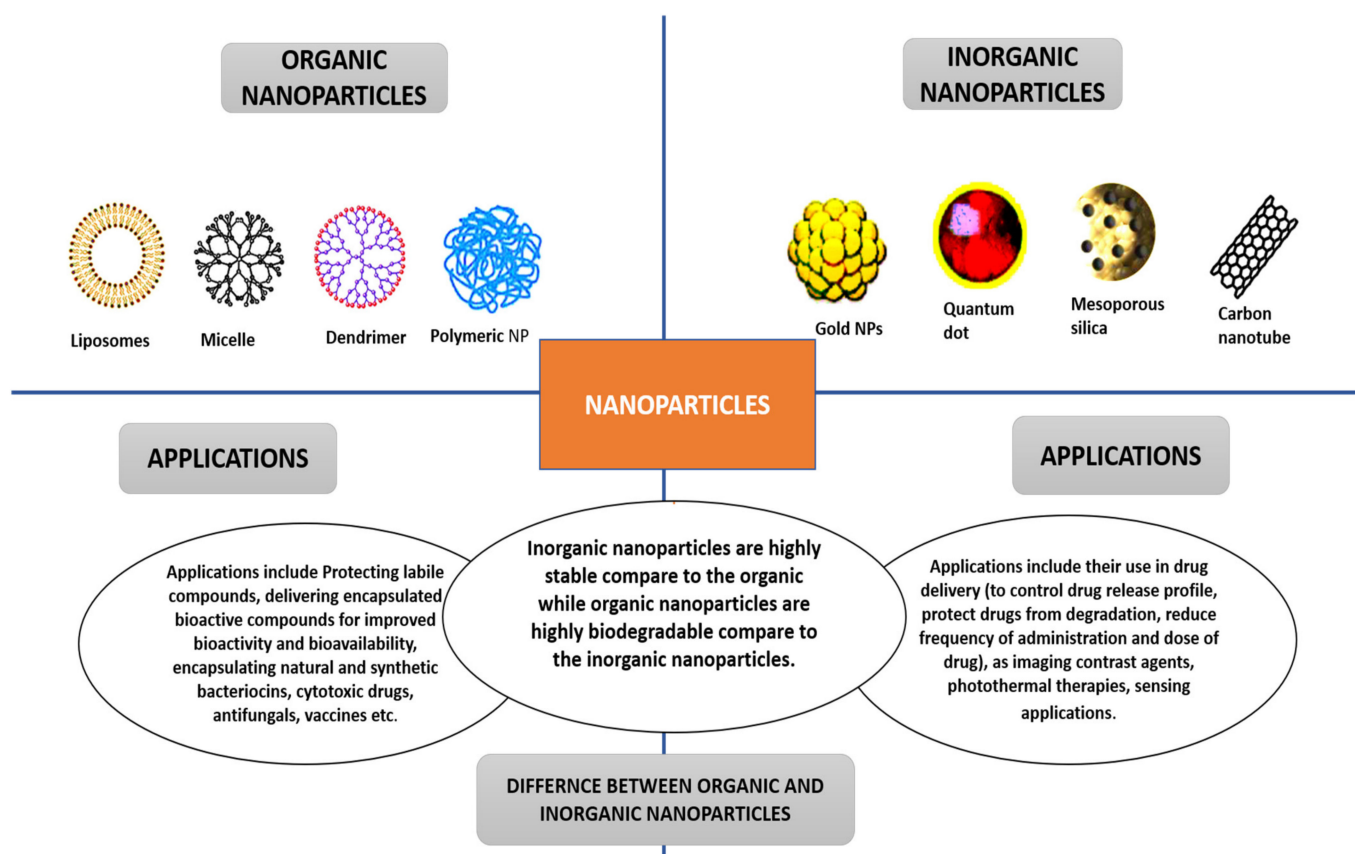 ORGANIC
NANOPARTICLES
INORGANIC
NANOPARTICLES
Liposomes
Micelle
Dendrimer
Polymeric NP
Gold NPs
Quantum
dot
Mesoporous
silica
Carbon
nanotube
NANOPARTICLES
APPLICATIONS
APPLICATIONS
Applications include Protecting labile
compounds, delivering encapsulated
bioactive compounds for improved
bioactivity and bioavailability,
encapsulating natural and synthetic
bacteriocins, cytotoxic drugs,
antifungals, vaccines etc.
Inorganic nanoparticles are highly
stable compare to the organic
while organic nanoparticles are
highly biodegradable compare to
the inorganic nanoparticles.
Applications include their use in drug
delivery (to control drug release profile,
protect drugs from degradation, reduce
frequency of administration and dose of
drug), as imaging contrast agents,
photothermal therapies, sensing
applications.
DIFFERNCE BETWEEN ORGANIC AND
INORGANIC NANOPARTICLES